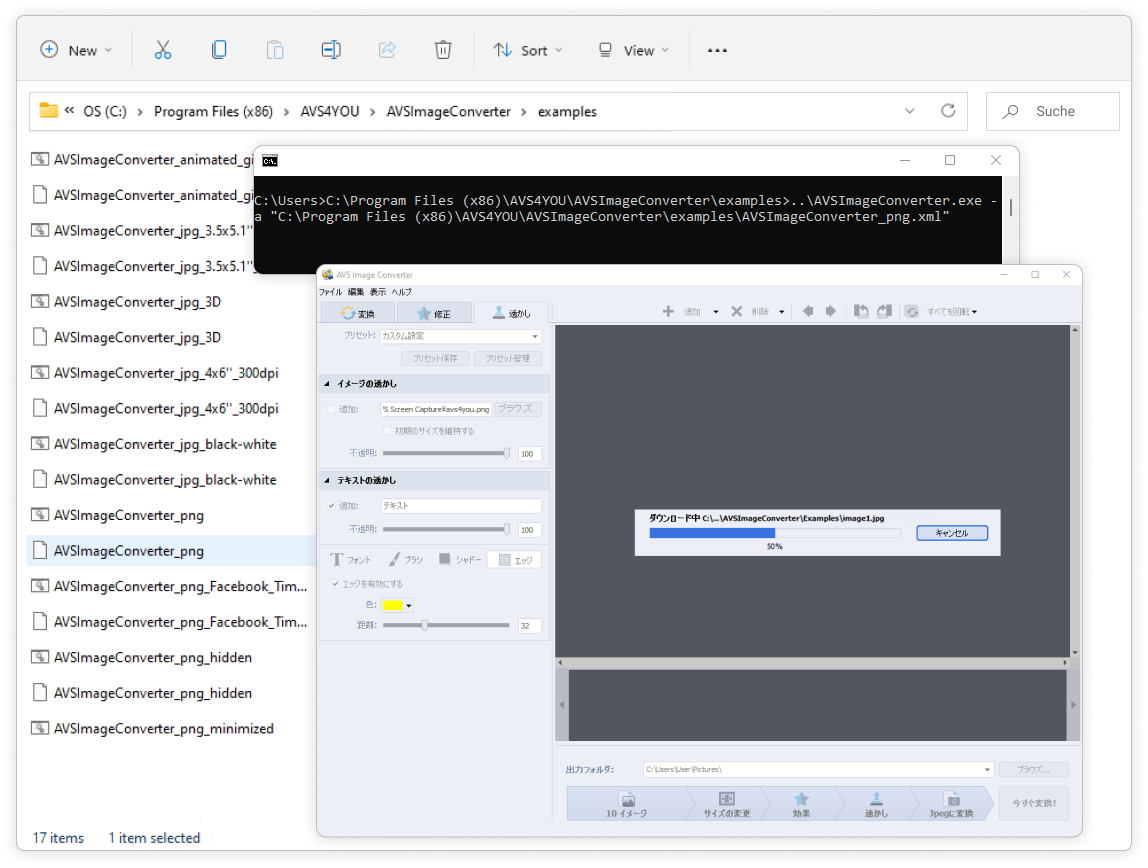 New
Sort
View
OS (C:) > Program Files (x86) > AVS4YOU > AVSImageConverter > examples
Suche
AVSImageConverter_animated_gi
AVSImageConverter_animated_gi
AVSImageConverter_jpg_3.5x5.1''
AVSImageConverter_jpg_3.5x5.1''
AVSImageConverter_jpg_3D
AVSImageConverter_jpg_3D
AVSImageConverter_jpg_4x6''_300dpi
AVSImageConverter_jpg_4x6''_300dpi
AVSImageConverter_jpg_black-white
AVSImageConverter_jpg_black-white
AVSImageConverter_png
AVSImageConverter_png
AVSImageConverter_png_Facebook_Tim...
AVSImageConverter_png_Facebook_Tim...
AVSImageConverter_png_hidden
AVSImageConverter_png_hidden
AVSImageConverter_png_minimized
17 items
1 item selected
C:\Users>C:\Program Files (x86)\AVS4YOU\AVSImageConverter\examples>..\AVSImageConverter.exe -
a "C:\Program Files (x86)\AVS4YOU\AVSImageConverter\examples\AVSImageConverter_png.xml"
AVS Image Converter
ファイル 編集 表示 ヘルプ
変換 修正 透かし
追加 削除 すべてを回転
プリセット: カスタム設定
プリセット保存 プリセット管理
イメージの透かし
追加: 'S Screen Capture¥avs4you.png ブラウズ...
初期のサイズを維持する
不透明: 100
テキストの透かし
追加: テキスト
不透明: 100
フォント ブラシ シャドー エッジ
エッジを有効にする
色:
距離: 32
ダウンロード中 C:\...\AVSImageConverter\Examples\image1.jpg
キャンセル
50%
出力フォルダ: C:\Users\User\Pictures\ ブラウズ...
10 イメージ サイズの変更 効果 透かし Jpegに変換 今すぐ変換!